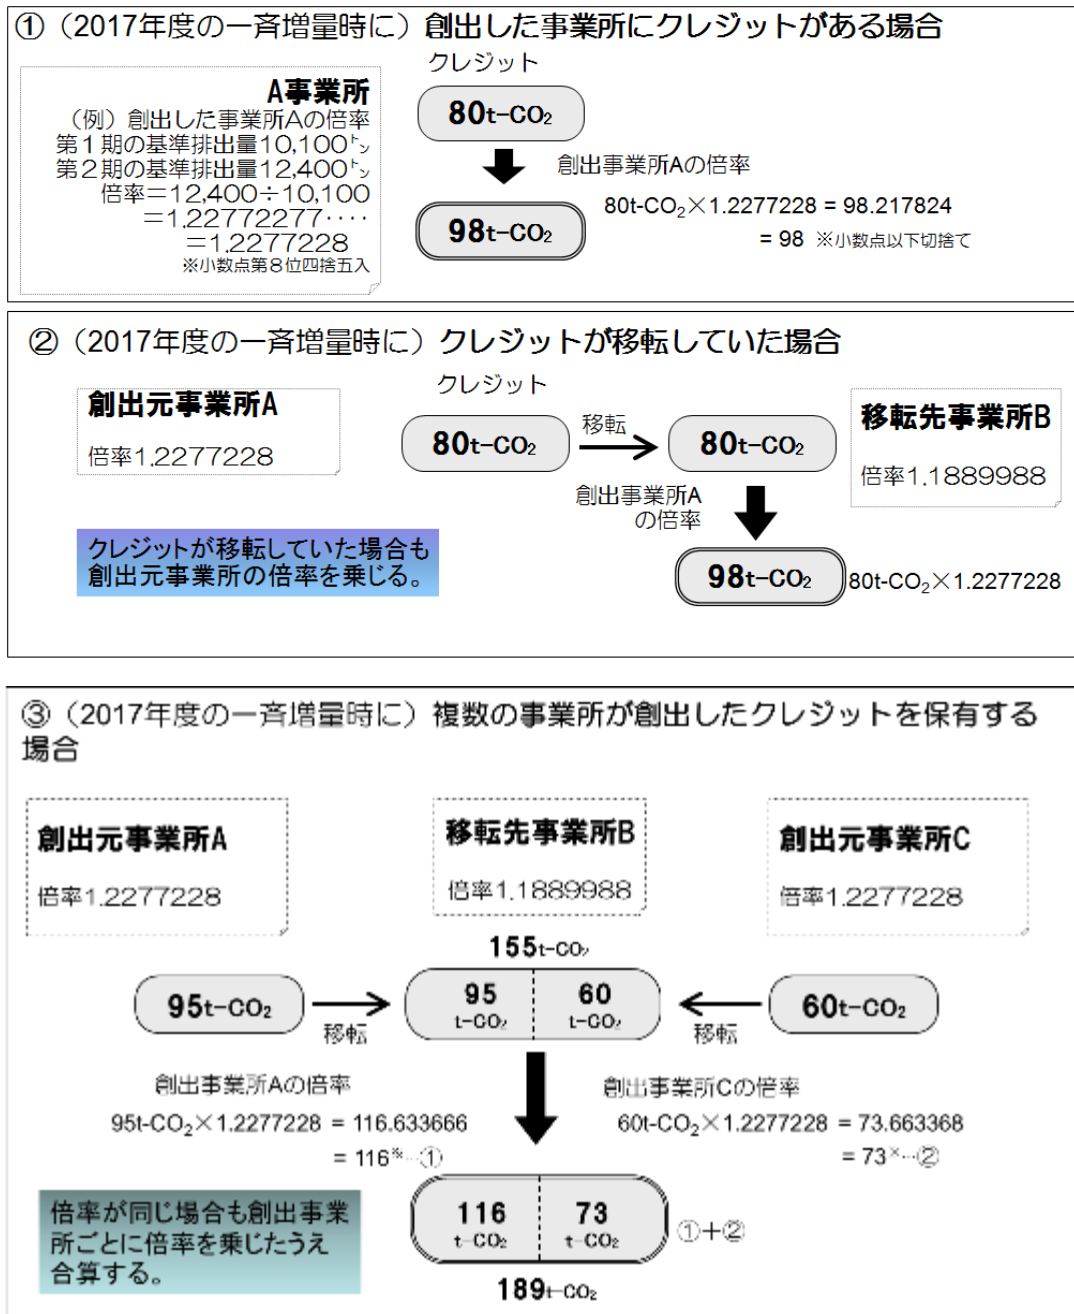 ①（2017年度の一斉増量時に）創出した事業所にクレジットがある場合
A事業所
（例）創出した事業所Aの倍率
第１期の基準排出量10,100㌧
第２期の基準排出量12,400㌧
倍率＝12,400÷10,100
＝1.22772277‥‥
＝1.2277228
※小数点第８位四捨五入
クレジット
80t-CO₂
創出事業所Aの倍率
98t-CO₂
80t-CO₂×1.2277228 = 98.217824
= 98 ※小数点以下切捨て
②（2017年度の一斉増量時に）クレジットが移転していた場合
創出元事業所A
倍率1.2277228
クレジット
80t-CO₂
移転
80t-CO₂
移転先事業所B
倍率1.1889988
創出事業所A
の倍率
クレジットが移転していた場合も
創出元事業所の倍率を乗じる。
98t-CO₂
80t-CO₂×1.2277228
③（2017年度の一斉増量時に）複数の事業所が創出したクレジットを保有する
場合
創出元事業所A
倍率1.2277228
移転先事業所B
倍率1.1889988
創出元事業所C
倍率1.2277228
155t-CO₂
95t-CO₂
移転
95
t-CO₂
60
t-CO₂
移転
60t-CO₂
創出事業所Aの倍率
95t-CO₂×1.2277228 = 116.633666
= 116※…①
創出事業所Cの倍率
60t-CO₂×1.2277228 = 73.663368
= 73※…②
倍率が同じ場合も創出事業
所ごとに倍率を乗じたうえ
合算する。
116
t-CO₂
73
t-CO₂
①＋②
189t-CO₂